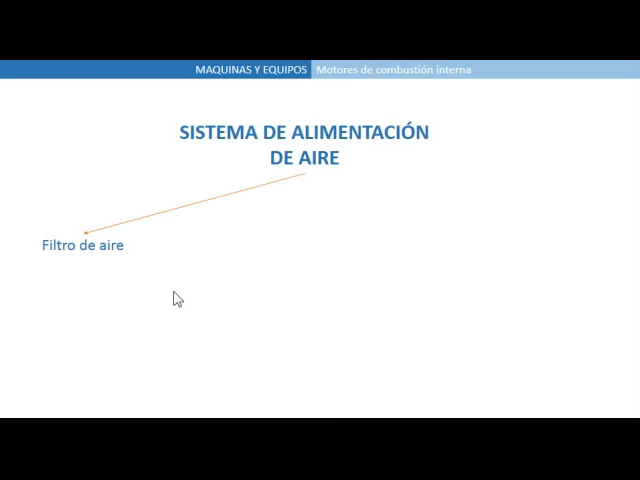 MAQUINAS Y EQUIPOS Motores de combustión interna
SISTEMA DE ALIMENTACIÓN
DE AIRE
Filtro de aire